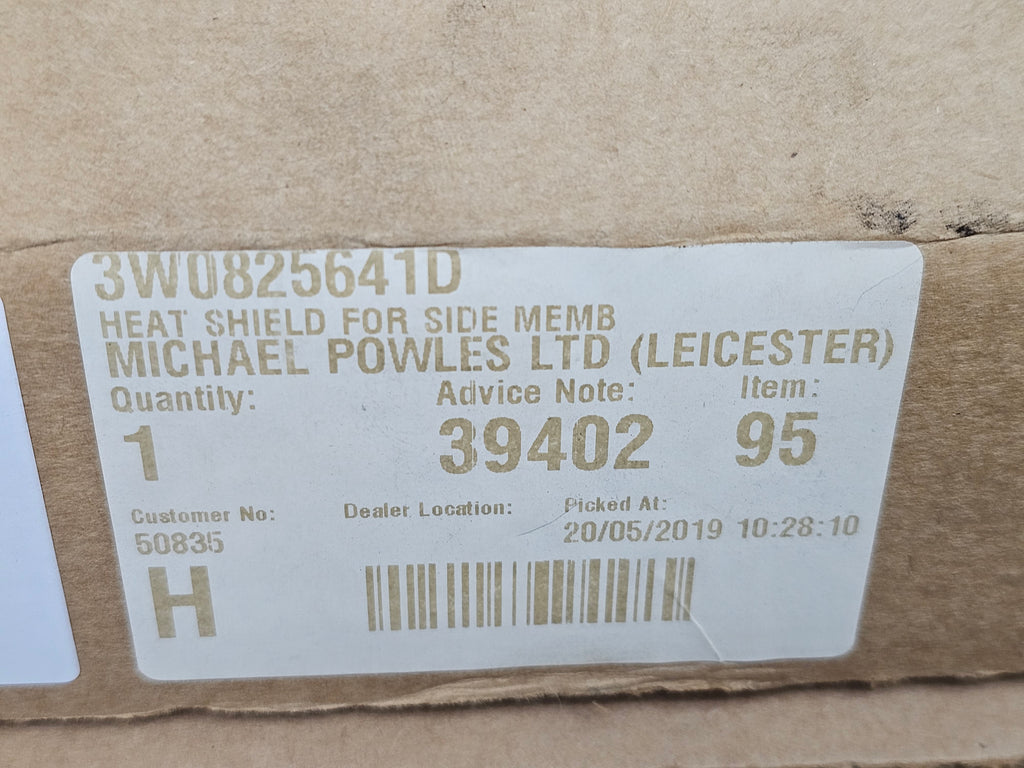 3W0825641D
HEAT SHIELD FOR SIDE MEMB
MICHAEL POWLES LTD (LEICESTER)
Quantity: Advice Note: Item:
1 39402 95
Customer No: Dealer Location: Picked At:
50835 20/05/2019 10:28:10
H